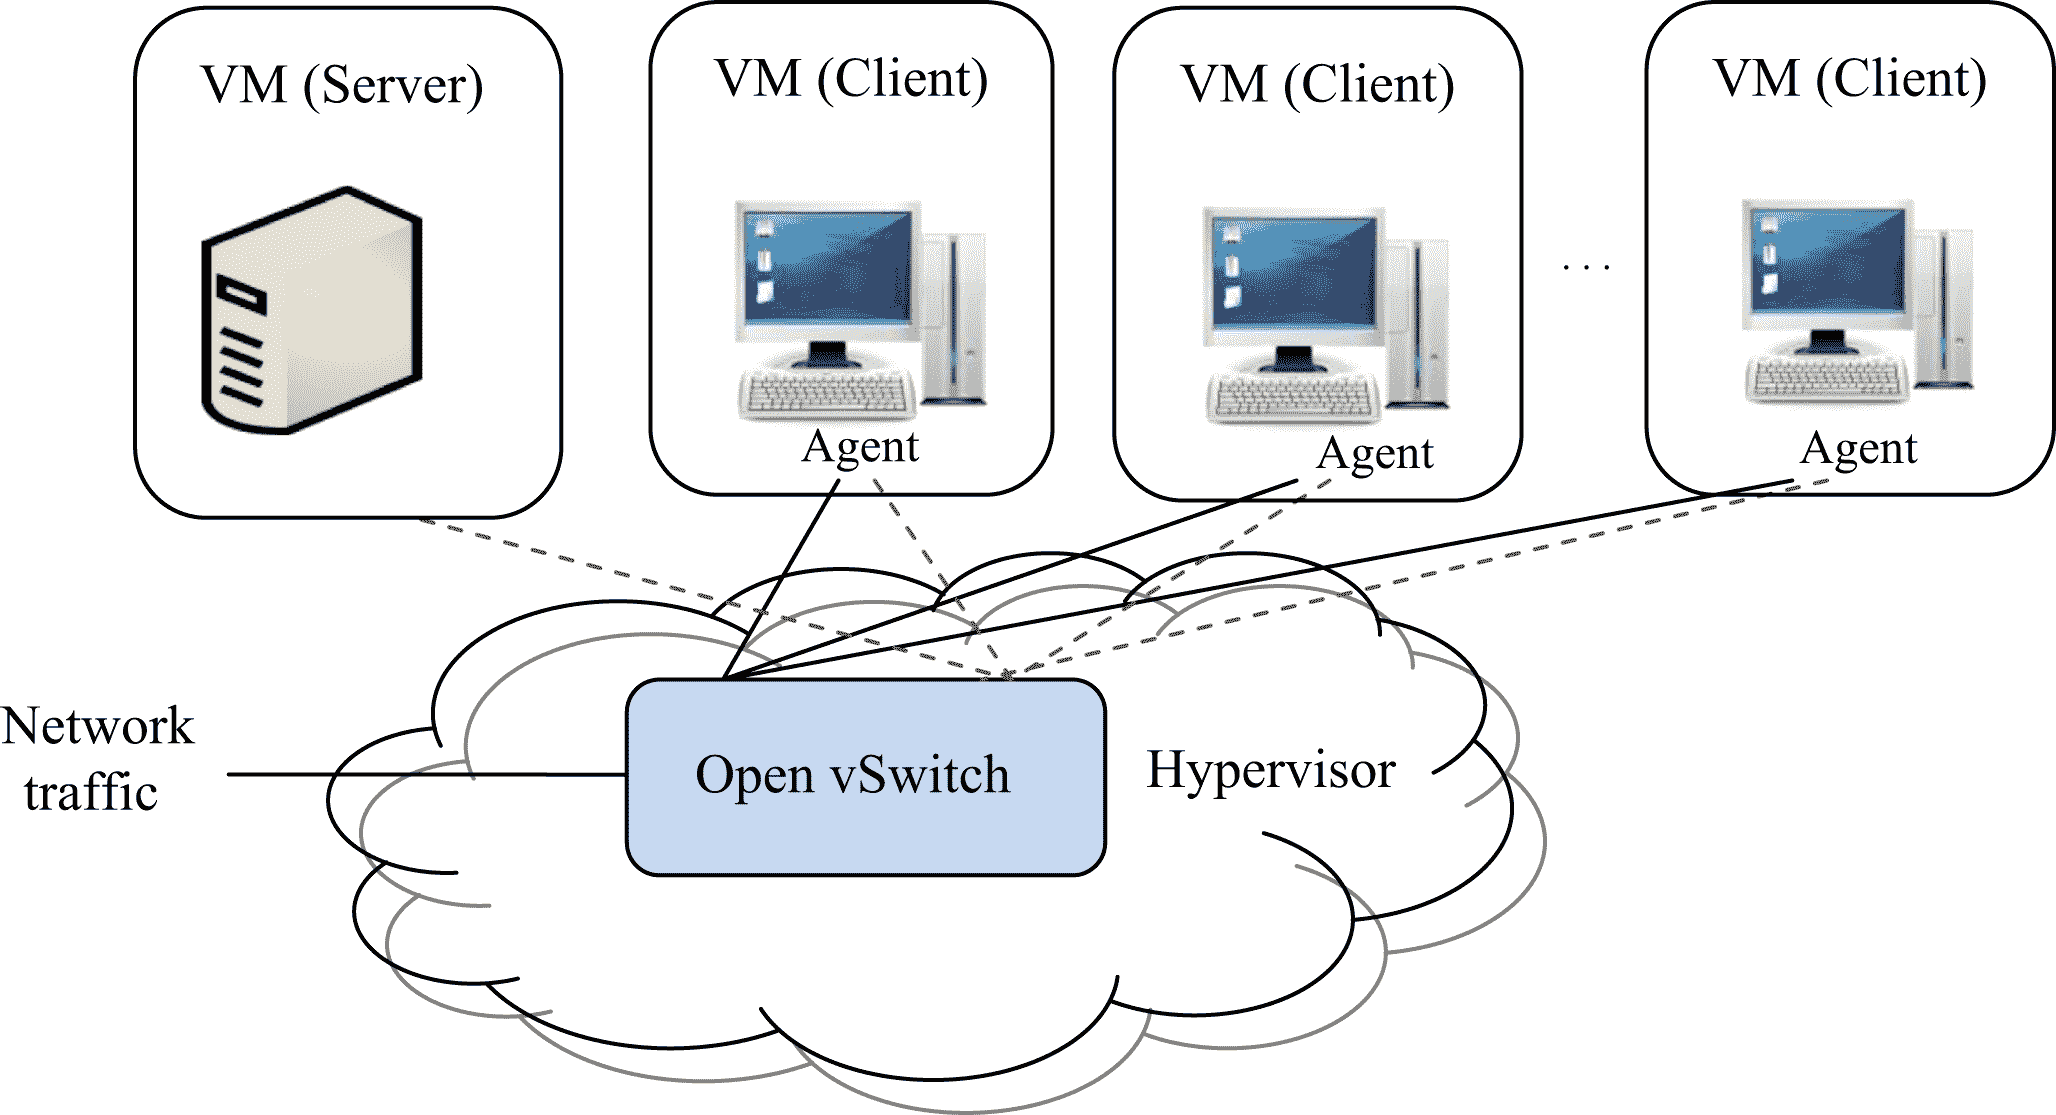 VM (Server)
VM (Client)
VM (Client)
VM (Client)
. . .
Agent
Agent
Agent
Network
traffic
Open vSwitch
Hypervisor